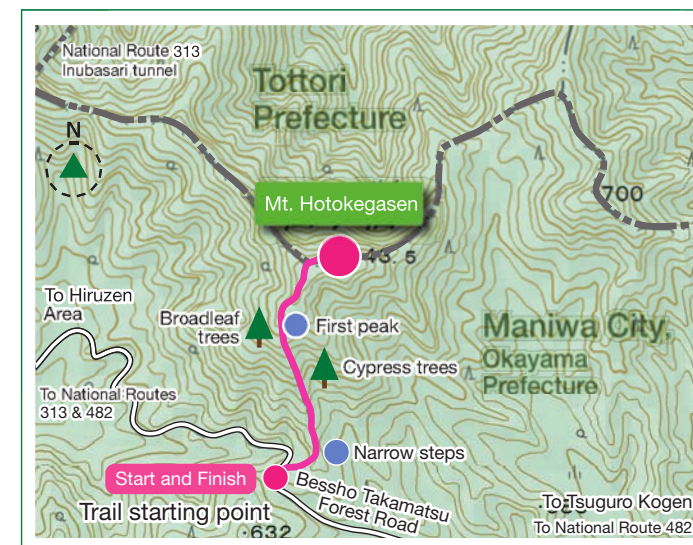 National Route 313
Inubasari tunnel
Tottori
Prefecture
N
700
Mt. Hotokegasen
43. 5
To Hiruzen
Area
Broadleaf
trees
First peak
Maniwa City,
Okayama
Prefecture
Cypress trees
To National Routes
313 & 482
Narrow steps
Start and Finish
Bessho Takamatsu
Forest Road
Trail starting point
To Tsuguro Kogen
To National Route 482
·632